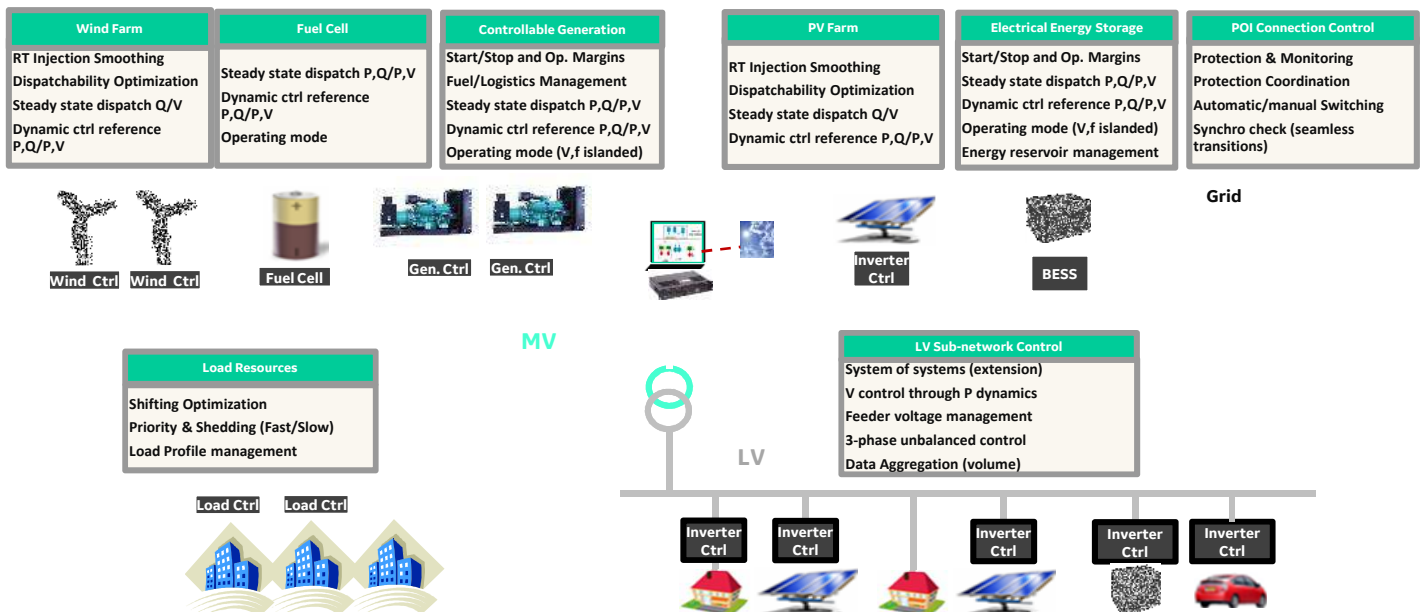 Wind Farm
RT Injection Smoothing
Dispatchability Optimization
Steady state dispatch Q/V
Dynamic ctrl reference
P,Q/P,V
Fuel Cell
Steady state dispatch P,Q/P,V
Dynamic ctrl reference
P,Q/P,V
Operating mode
Controllable Generation
Start/Stop and Op. Margins
Fuel/Logistics Management
Steady state dispatch P,Q/P,V
Dynamic ctrl reference P,Q/P,V
Operating mode (V,f islanded)
PV Farm
RT Injection Smoothing
Dispatchability Optimization
Steady state dispatch Q/V
Dynamic ctrl reference P,Q/P,V
Electrical Energy Storage
Start/Stop and Op. Margins
Steady state dispatch P,Q/P,V
Dynamic ctrl reference P,Q/P,V
Operating mode (V,f islanded)
Energy reservoir management
POI Connection Control
Protection & Monitoring
Protection Coordination
Automatic/manual Switching
Synchro check (seamless
transitions)
Grid
Wind Ctrl
Wind Ctrl
Fuel Cell
Gen. Ctrl
Gen. Ctrl
Inverter
Ctrl
BESS
MV
Load Resources
Shifting Optimization
Priority & Shedding (Fast/Slow)
Load Profile management
LV Sub-network Control
System of systems (extension)
V control through P dynamics
Feeder voltage management
3-phase unbalanced control
Data Aggregation (volume)
LV
Load Ctrl
Load Ctrl
Inverter
Ctrl
Inverter
Ctrl
Inverter
Ctrl
Inverter
Ctrl
Inverter
Ctrl